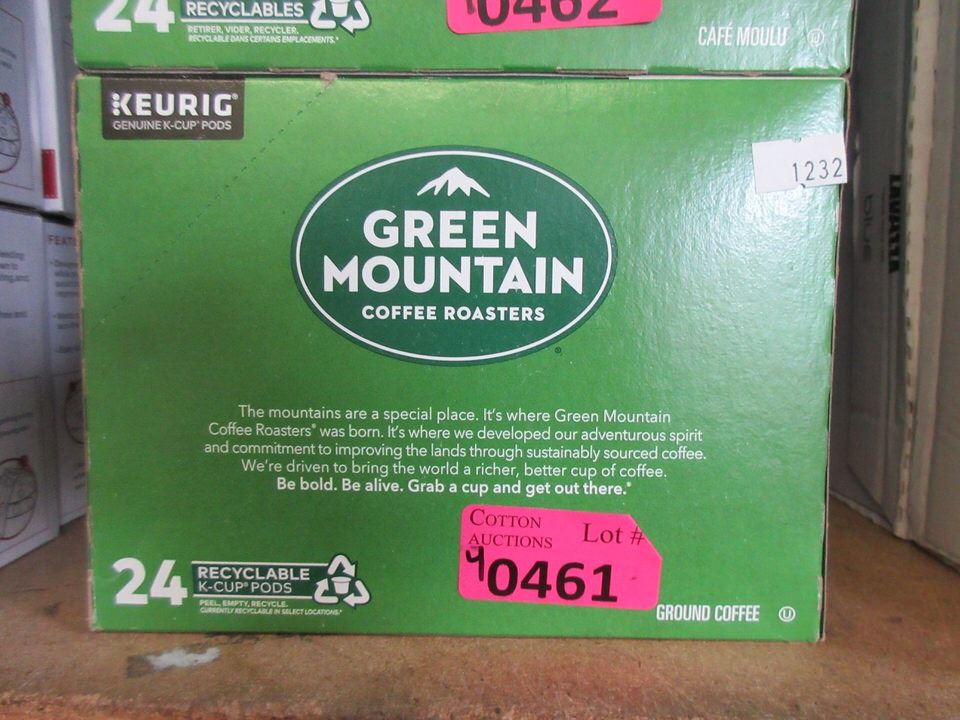 24
RECYCLABLES
RETIRER, VIDER, RECYCLER.
RECYCLABLE DANS CERTAINS EMPLACEMENTS.*
0462
CAFÉ MOULU
U
KEURIG®
GENUINE K-CUP® PODS
1232
GREEN
MOUNTAIN
COFFEE ROASTERS
®
The mountains are a special place. It's where Green Mountain
Coffee Roasters® was born. It's where we developed our adventurous spirit
and commitment to improving the lands through sustainably sourced coffee.
We're driven to bring the world a richer, better cup of coffee.
Be bold. Be alive. Grab a cup and get out there.®
COTTON
AUCTIONS
Lot #
40461
24
RECYCLABLE
K-CUP® PODS
PEEL, EMPTY, RECYCLE.
CURRENTLY RECYCLABLE IN SELECT LOCATIONS.*
GROUND COFFEE
U
FEAT